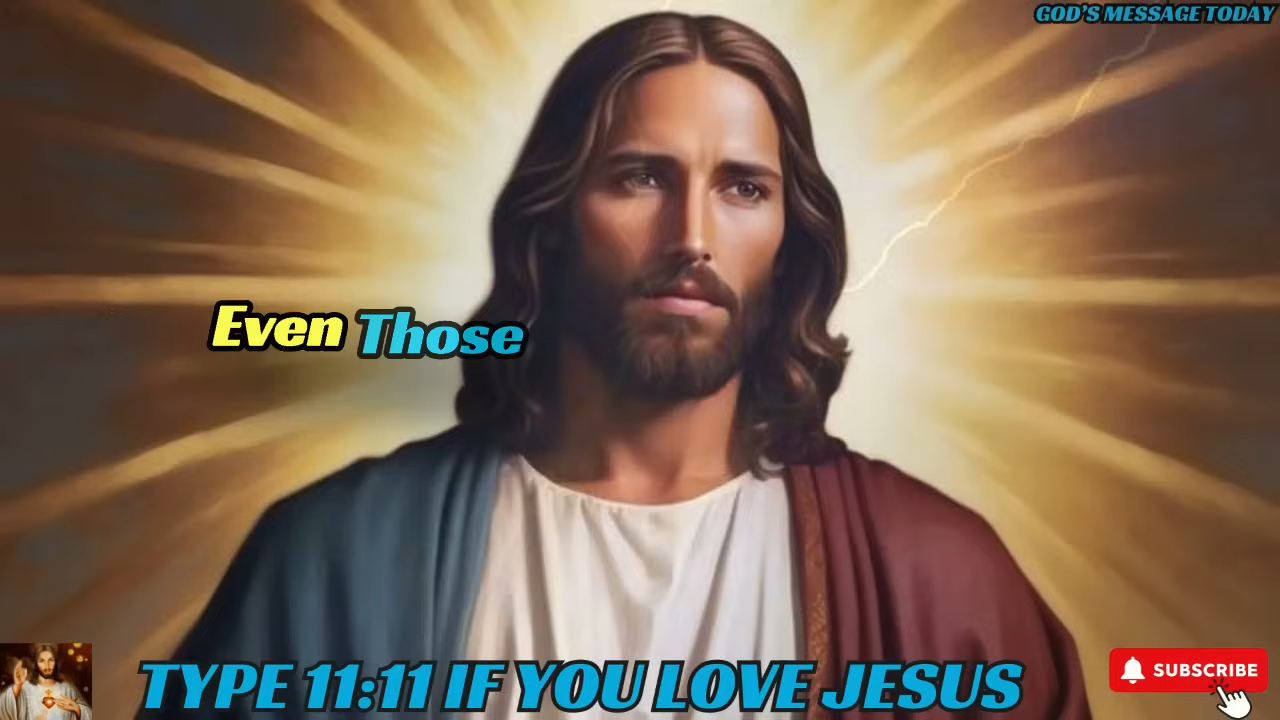 GOD'S MESSAGE TODAY
Even Those
TYPE 11:11 IF YOU LOVE JESUS
SUBSCRIBE